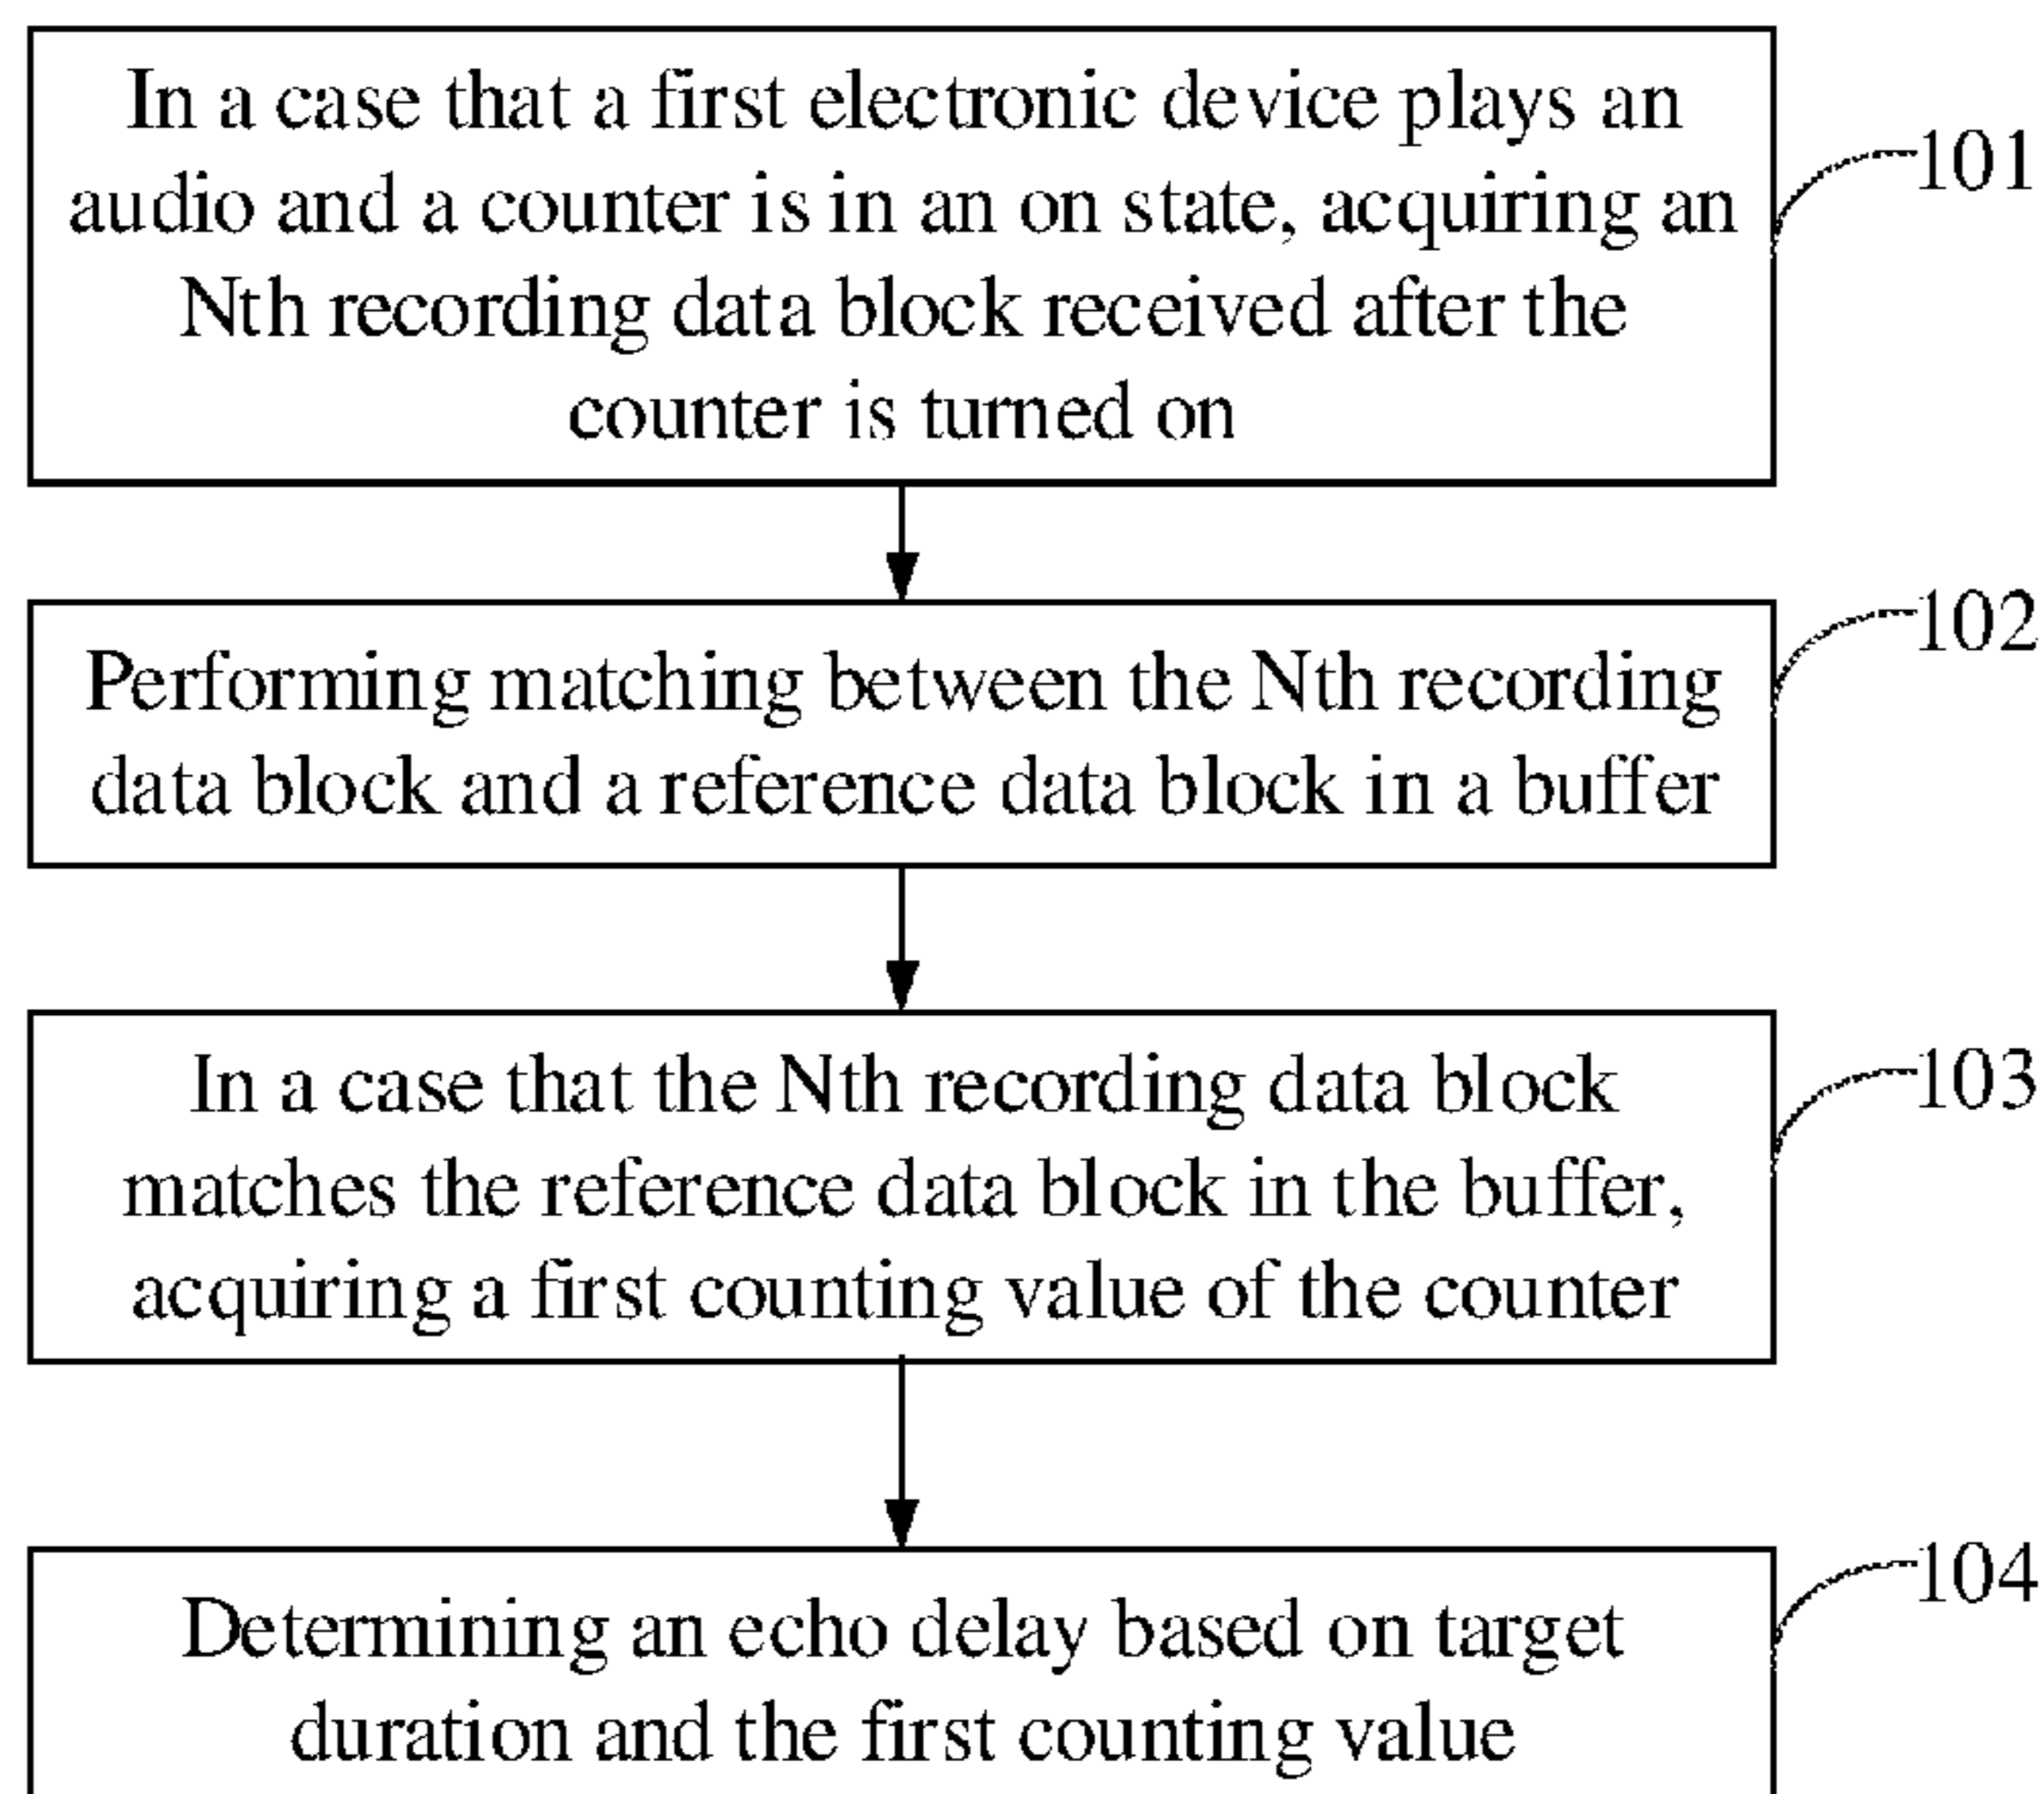 In a case that a first electronic device plays an
audio and a counter is in an on state, acquiring an
Nth recording data block received after the
counter is turned on
101
Performing matching between the Nth recording
data block and a reference data block in a buffer
102
In a case that the Nth recording data block
matches the reference data block in the buffer,
acquiring a first counting value of the counter
103
Determining an echo delay based on target
duration and the first counting value
104